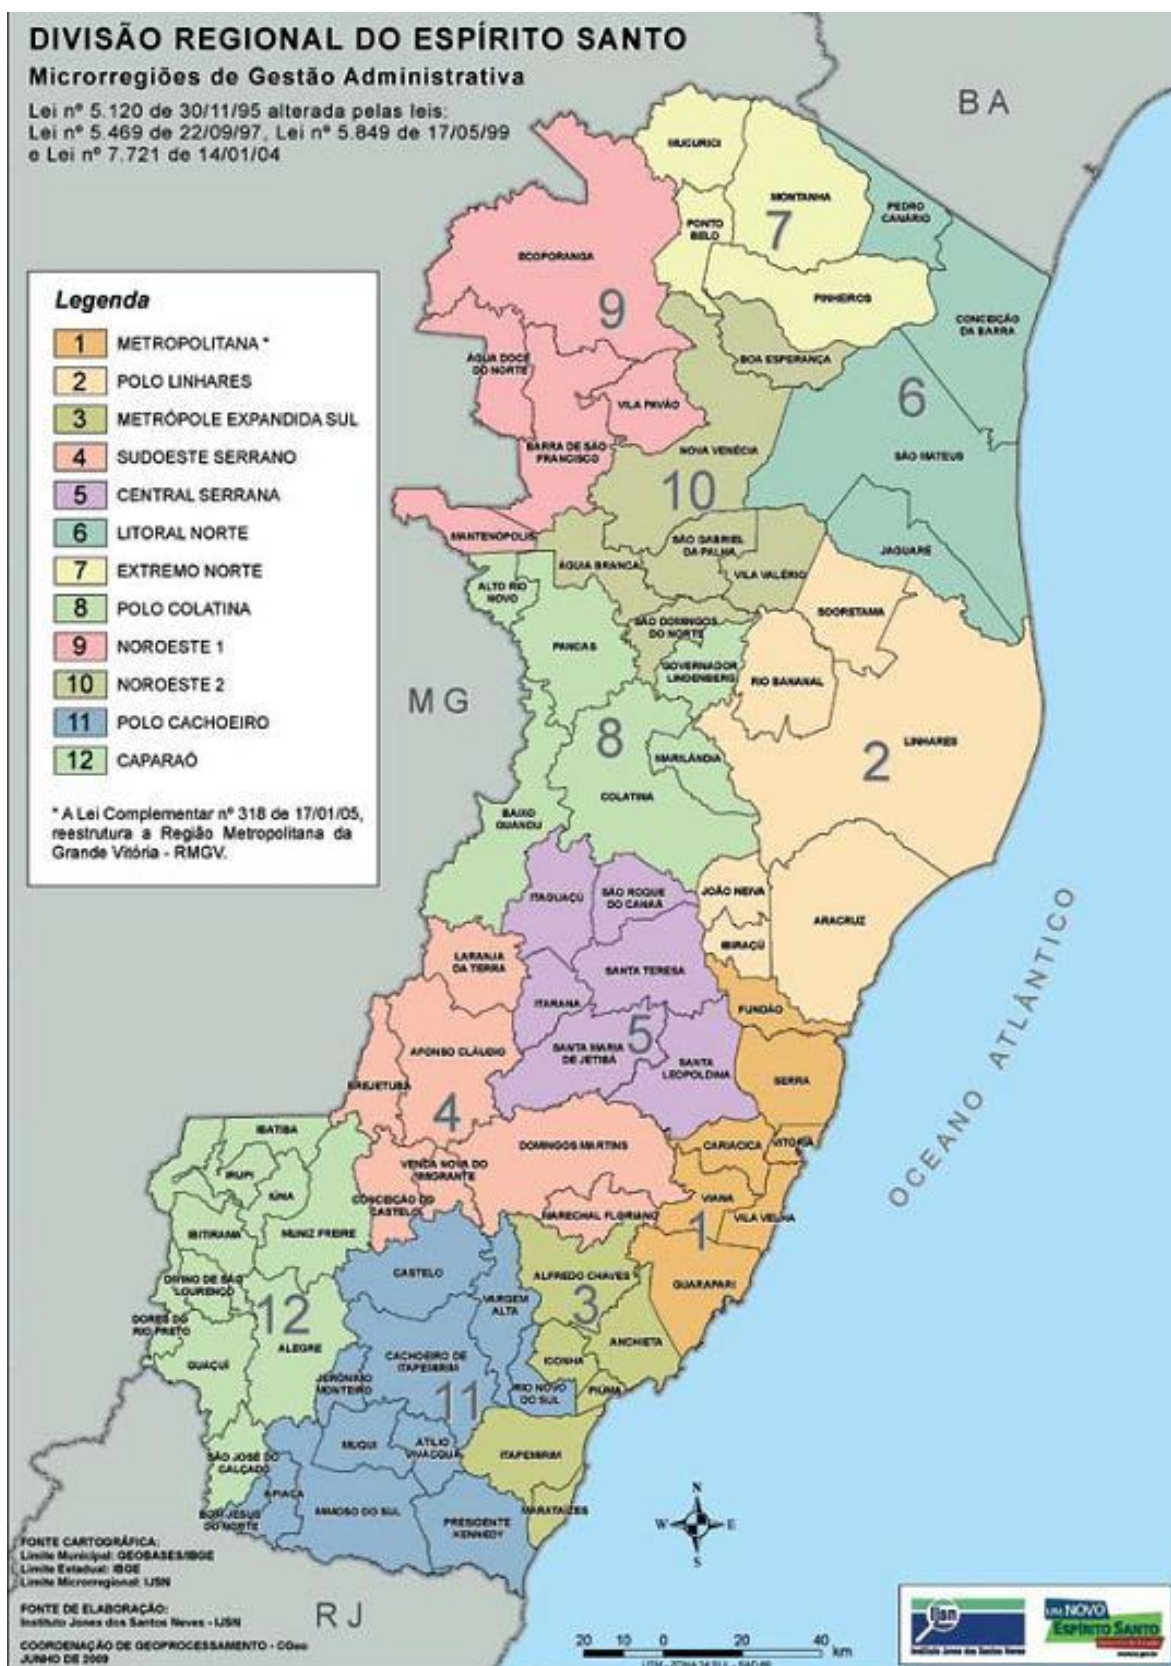 DIVISÃO REGIONAL DO ESPÍRITO SANTO
Microrregiões de Gestão Administrativa
Lei nº 5.120 de 30/11/95 alterada pelas leis:
Lei nº 5.469 de 22/09/97, Lei nº 5.849 de 17/05/99
e Lei nº 7.721 de 14/01/04
BA
MUCURICI
MONTANHA
7
PEDRO
CANÁRIO
PONTO
BELO
ECOPORANGA
9
PINHEIROS
CONCEIÇÃO
DA BARRA
Legenda
1 METROPOLITANA *
2 POLO LINHARES
3 METRÓPOLE EXPANDIDA SUL
4 SUDOESTE SERRANO
5 CENTRAL SERRANA
6 LITORAL NORTE
7 EXTREMO NORTE
8 POLO COLATINA
9 NOROESTE 1
10 NOROESTE 2
11 POLO CACHOEIRO
12 CAPARAÓ
* A Lei Complementar nº 318 de 17/01/05,
reestrutura a Região Metropolitana da
Grande Vitória - RMGV.
ÁGUA DOCE
DO NORTE
BOA ESPERANÇA
6
VILA PAVÃO
BARRA DE SÃO
FRANCISCO
NOVA VENÉCIA
SÃO MATEUS
10
MANTENÓPOLIS
SÃO GABRIEL
DA PALHA
JAGUARÉ
ÁGUIA BRANCA
VILA VALÉRIO
ALTO RIO
NOVO
SOORETAMA
SÃO DOMINGOS
DO NORTE
PANCAS
GOVERNADOR
LINDENBERG
RIO BANANAL
MG
8
LINHARES
2
MARILÂNDIA
COLATINA
BAIXO
GUANDU
ITAGUAÇÚ
SÃO ROQUE
DO CANAÃ
JOÃO NEIVA
ARACRUZ
IBIRAÇÚ
LARANJA
DA TERRA
SANTA TERESA
ITARANA
FUNDÃO
OCEANO ATLÂNTICO
5
AFONSO CLÁUDIO
SANTA MARIA
DE JETIBÁ
SANTA
LEOPOLDINA
SERRA
BREJETUBA
4
IBATIBA
DOMINGOS MARTINS
CARIACICA
VITÓRIA
IRUPI
VENDA NOVA DO
IMIGRANTE
IÚNA
CONCEIÇÃO DO
CASTELO
VIANA
MARECHAL FLORIANO
VILA VELHA
1
IBITIRAMA
MUNIZ FREIRE
CASTELO
ALFREDO CHAVES
GUARAPARI
DIVINO DE SÃO
LOURENÇO
VARGEM
ALTA
3
12
DORES DO
RIO PRETO
ALEGRE
ANCHIETA
GUAÇUÍ
CACHOEIRO DE
ITAPEMIRIM
ICONHA
JERÔNIMO
MONTEIRO
11
RIO NOVO
DO SUL
PIÚMA
MUQUI
ATILIO
VIVACQUA
ITAPEMIRIM
SÃO JOSÉ DO
CALÇADO
APIACÁ
BOM JESUS
DO NORTE
MIMOSO DO SUL
PRESIDENTE
KENNEDY
MARATAÍZES
N
W E
S
FONTE CARTOGRÁFICA:
Limite Municipal: GEOBASES/IBGE
Limite Estadual: IBGE
Limite Microrregional: IJSN
FONTE DE ELABORAÇÃO:
Instituto Jones dos Santos Neves - IJSN
COORDENAÇÃO DE GEOPROCESSAMENTO - CGeo
JUNHO DE 2009
RJ
20 10 0 20 40 km
ijsn
Instituto Jones dos Santos Neves
UM NOVO
ESPÍRITO SANTO